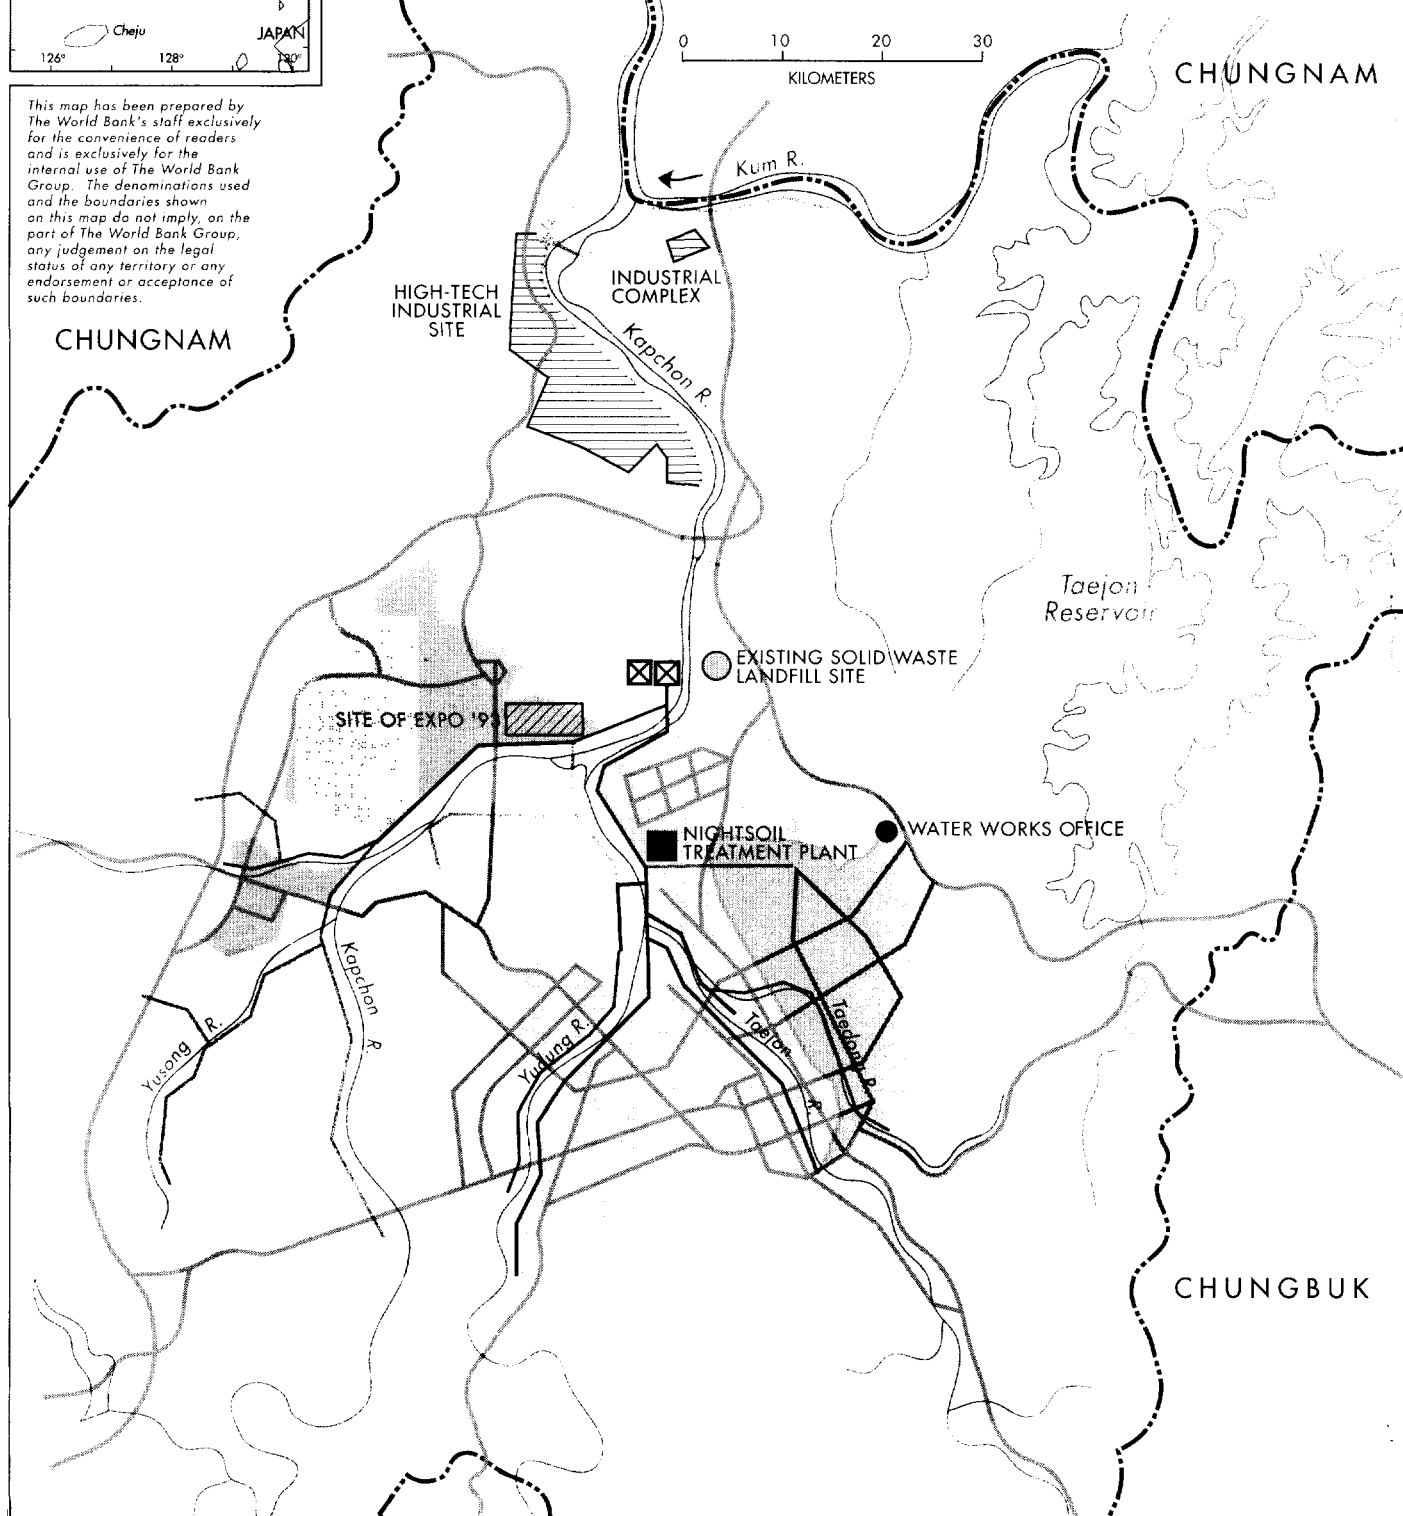 Cheju
JAPAN
126°
128°
130°
0
10
20
30
KILOMETERS
CHUNGNAM
This map has been prepared by
The World Bank's staff exclusively
for the convenience of readers
and is exclusively for the
internal use of The World Bank
Group. The denominations used
and the boundaries shown
on this map do not imply, on the
part of The World Bank Group,
any judgement on the legal
status of any territory or any
endorsement or acceptance of
such boundaries.
Kum R.
HIGH-TECH
INDUSTRIAL
SITE
INDUSTRIAL
COMPLEX
CHUNGNAM
Kapchon R.
Taejon
Reservoir
EXISTING SOLID WASTE
LANDFILL SITE
SITE OF EXPO '93
NIGHTSOIL
TREATMENT PLANT
WATER WORKS OFFICE
Kapchon R.
Yusong R.
Yudung R.
Taejon R.
Taedong R.
CHUNGBUK